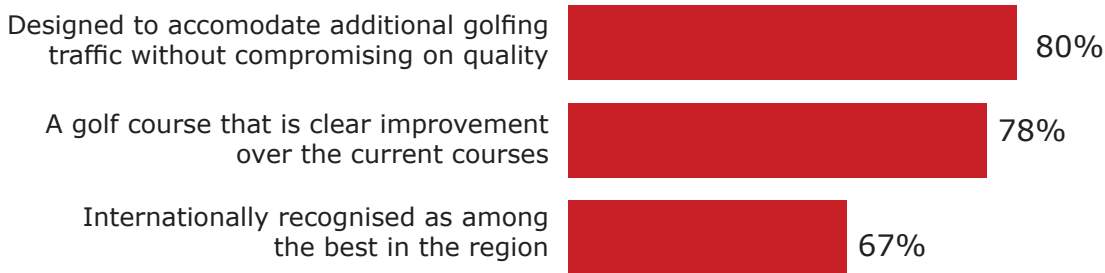 Designed to accomodate additional golfing
traffic without compromising on quality
80%
A golf course that is clear improvement
over the current courses
78%
Internationally recognised as among
the best in the region
67%